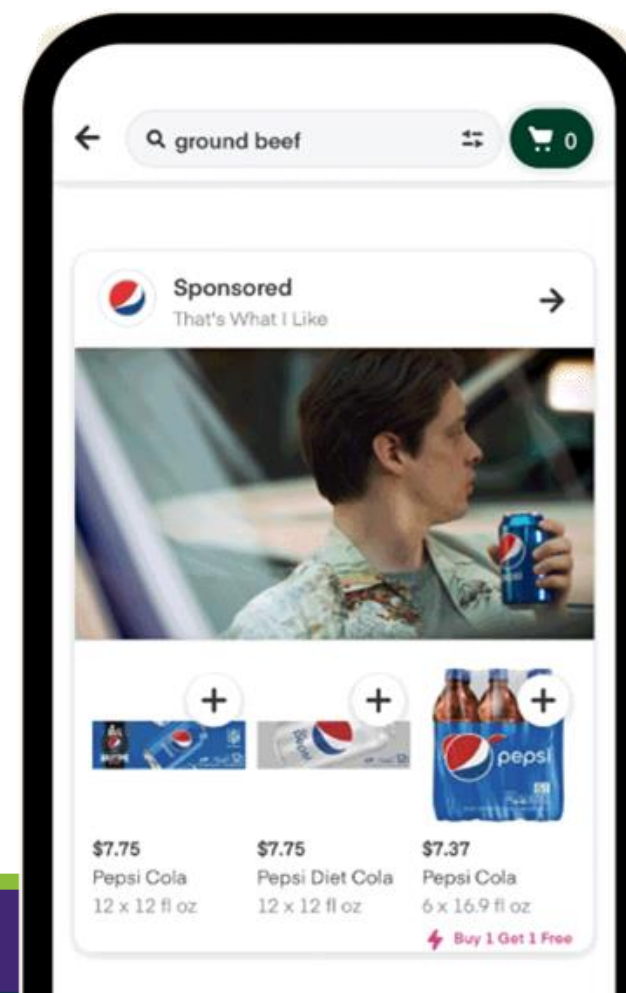 ground beef
0
Sponsored
That's What I Like
pepsi
$7.75
$7.75
$7.37
Pepsi Cola
Pepsi Diet Cola
Pepsi Cola
12 x 12 fl oz
12 x 12 fl oz
6 x 16.9 fl oz
Buy 1 Get 1 Free